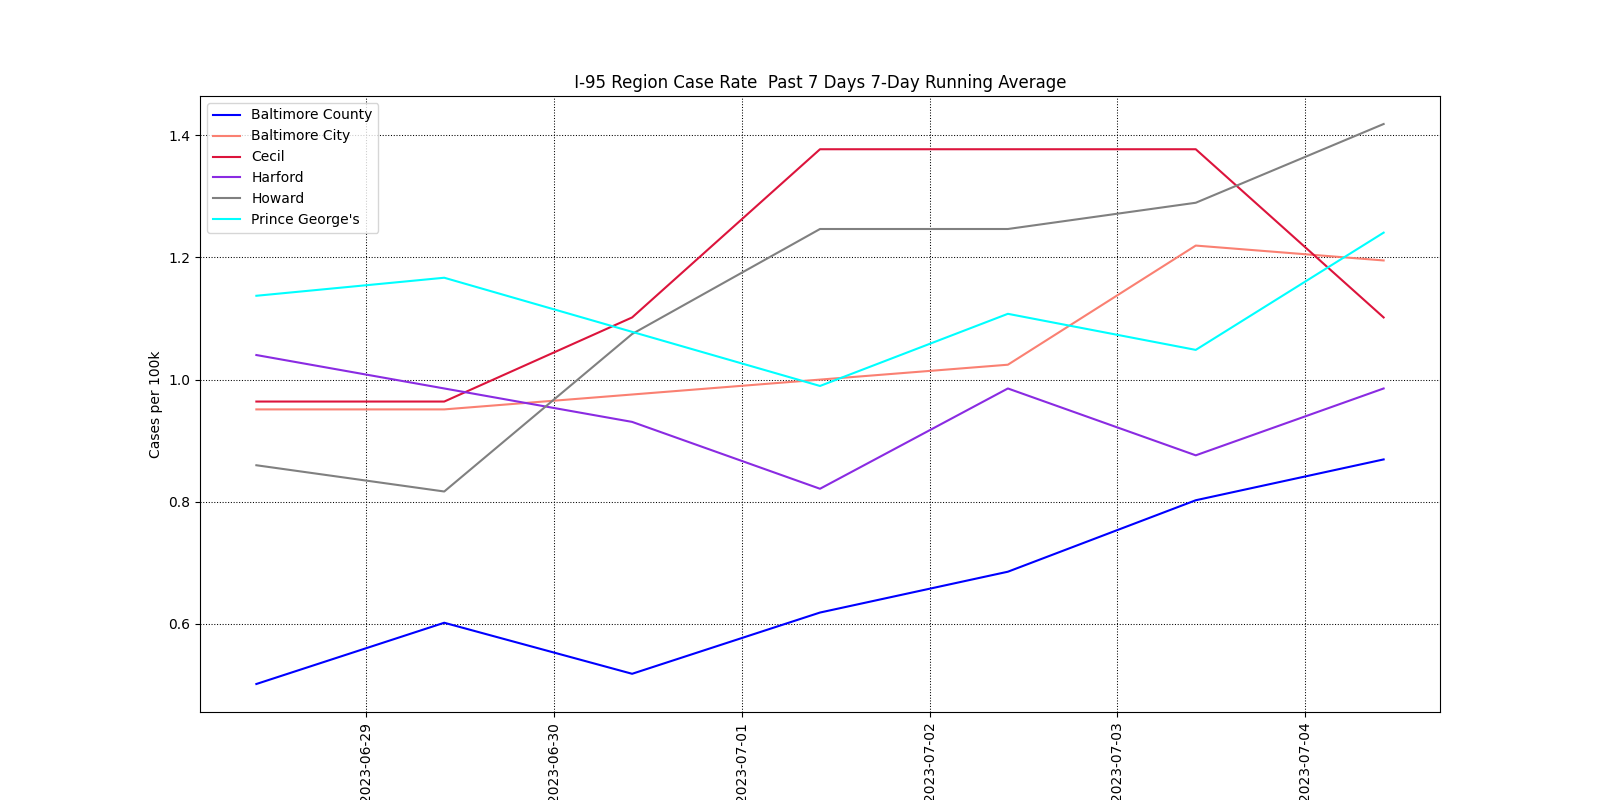 I-95 Region Case Rate  Past 7 Days 7-Day Running Average
Baltimore County
Baltimore City
Cecil
Harford
Howard
Prince George's
Cases per 100k
1.4
1.2
1.0
0.8
0.6
2023-06-29
2023-06-30
2023-07-01
2023-07-02
2023-07-03
2023-07-04